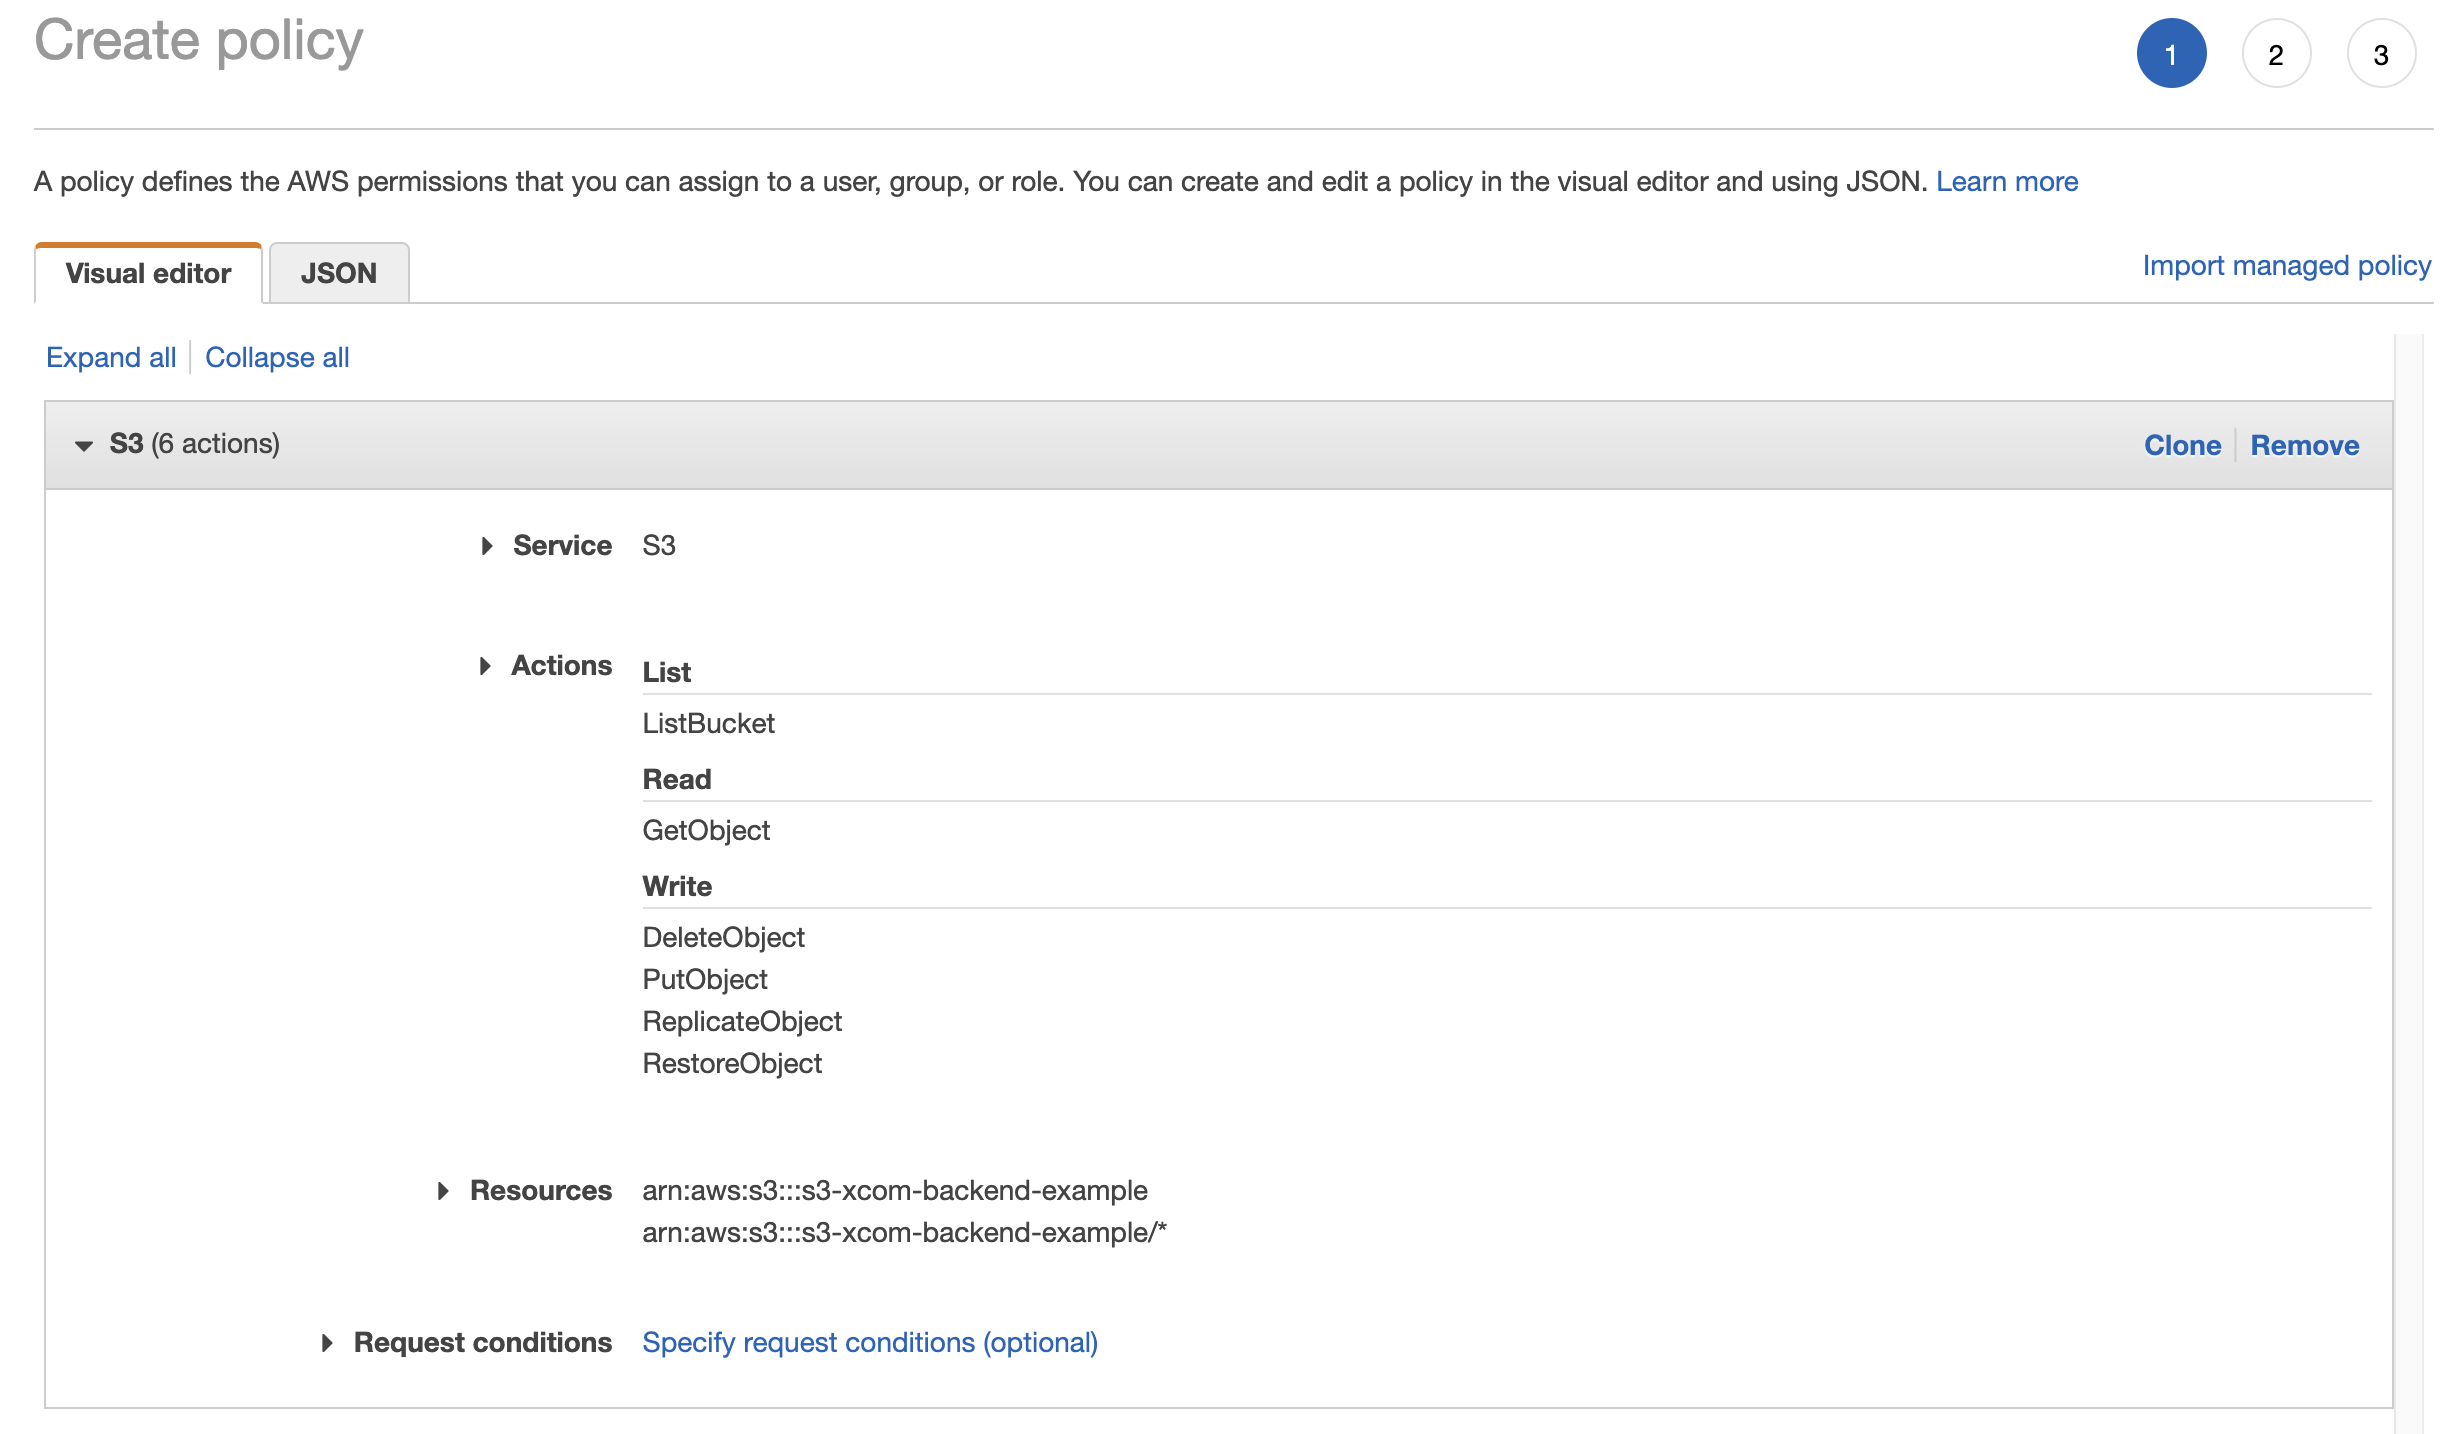 Create policy
1 2 3
A policy defines the AWS permissions that you can assign to a user, group, or role. You can create and edit a policy in the visual editor and using JSON. Learn more
Visual editor JSON Import managed policy
Expand all Collapse all
S3 (6 actions) Clone Remove
Service S3
Actions List
ListBucket
Read
GetObject
Write
DeleteObject
PutObject
ReplicateObject
RestoreObject
Resources arn:aws:s3:::s3-xcom-backend-example
arn:aws:s3:::s3-xcom-backend-example/*
Request conditions Specify request conditions (optional)